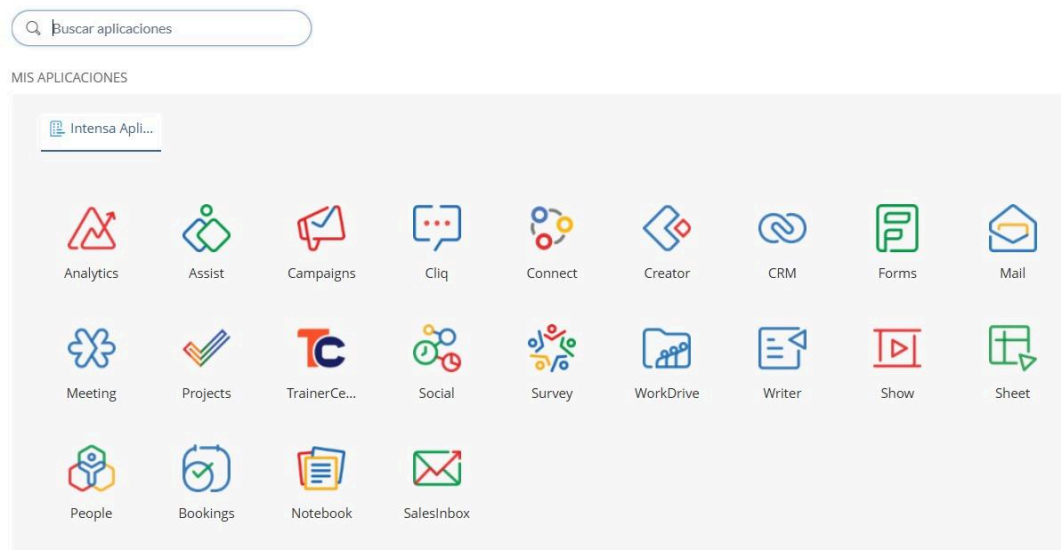 Buscar aplicaciones
MIS APLICACIONES
Intensa Apli...
Analytics Assist Campaigns Cliq Connect Creator CRM Forms Mail
Meeting Projects TrainerCe... Social Survey WorkDrive Writer Show Sheet
People Bookings Notebook SalesInbox